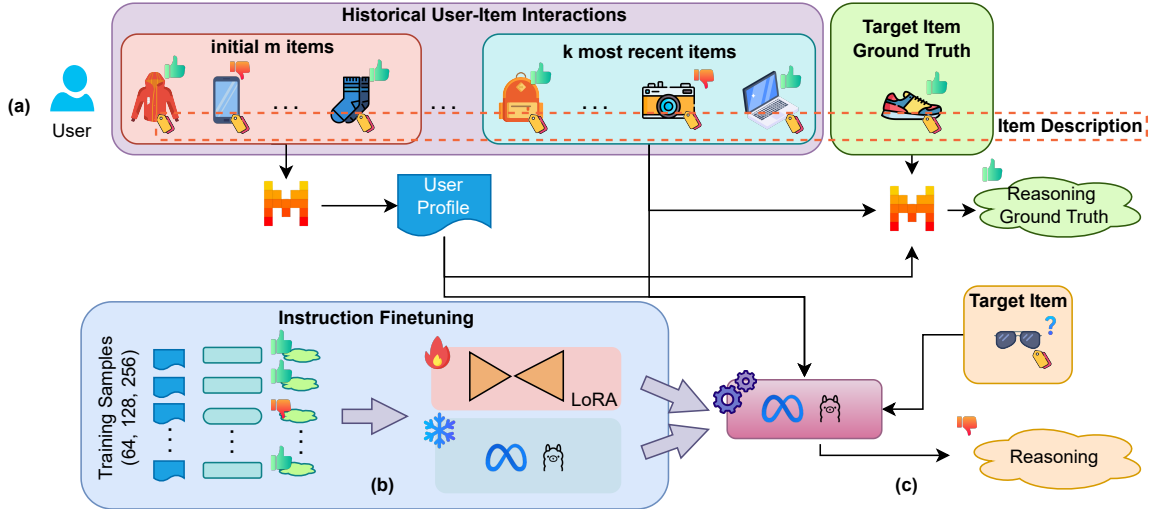 Historical User-Item Interactions
initial m items
k most recent items
Target Item
Ground Truth
(a)
User
. . .
. . .
. . .
Item Description
User
Profile
Reasoning
Ground Truth
Instruction Finetuning
Target Item
?
Training Samples
(64, 128, 256)
LoRA
(b)
(c)
Reasoning